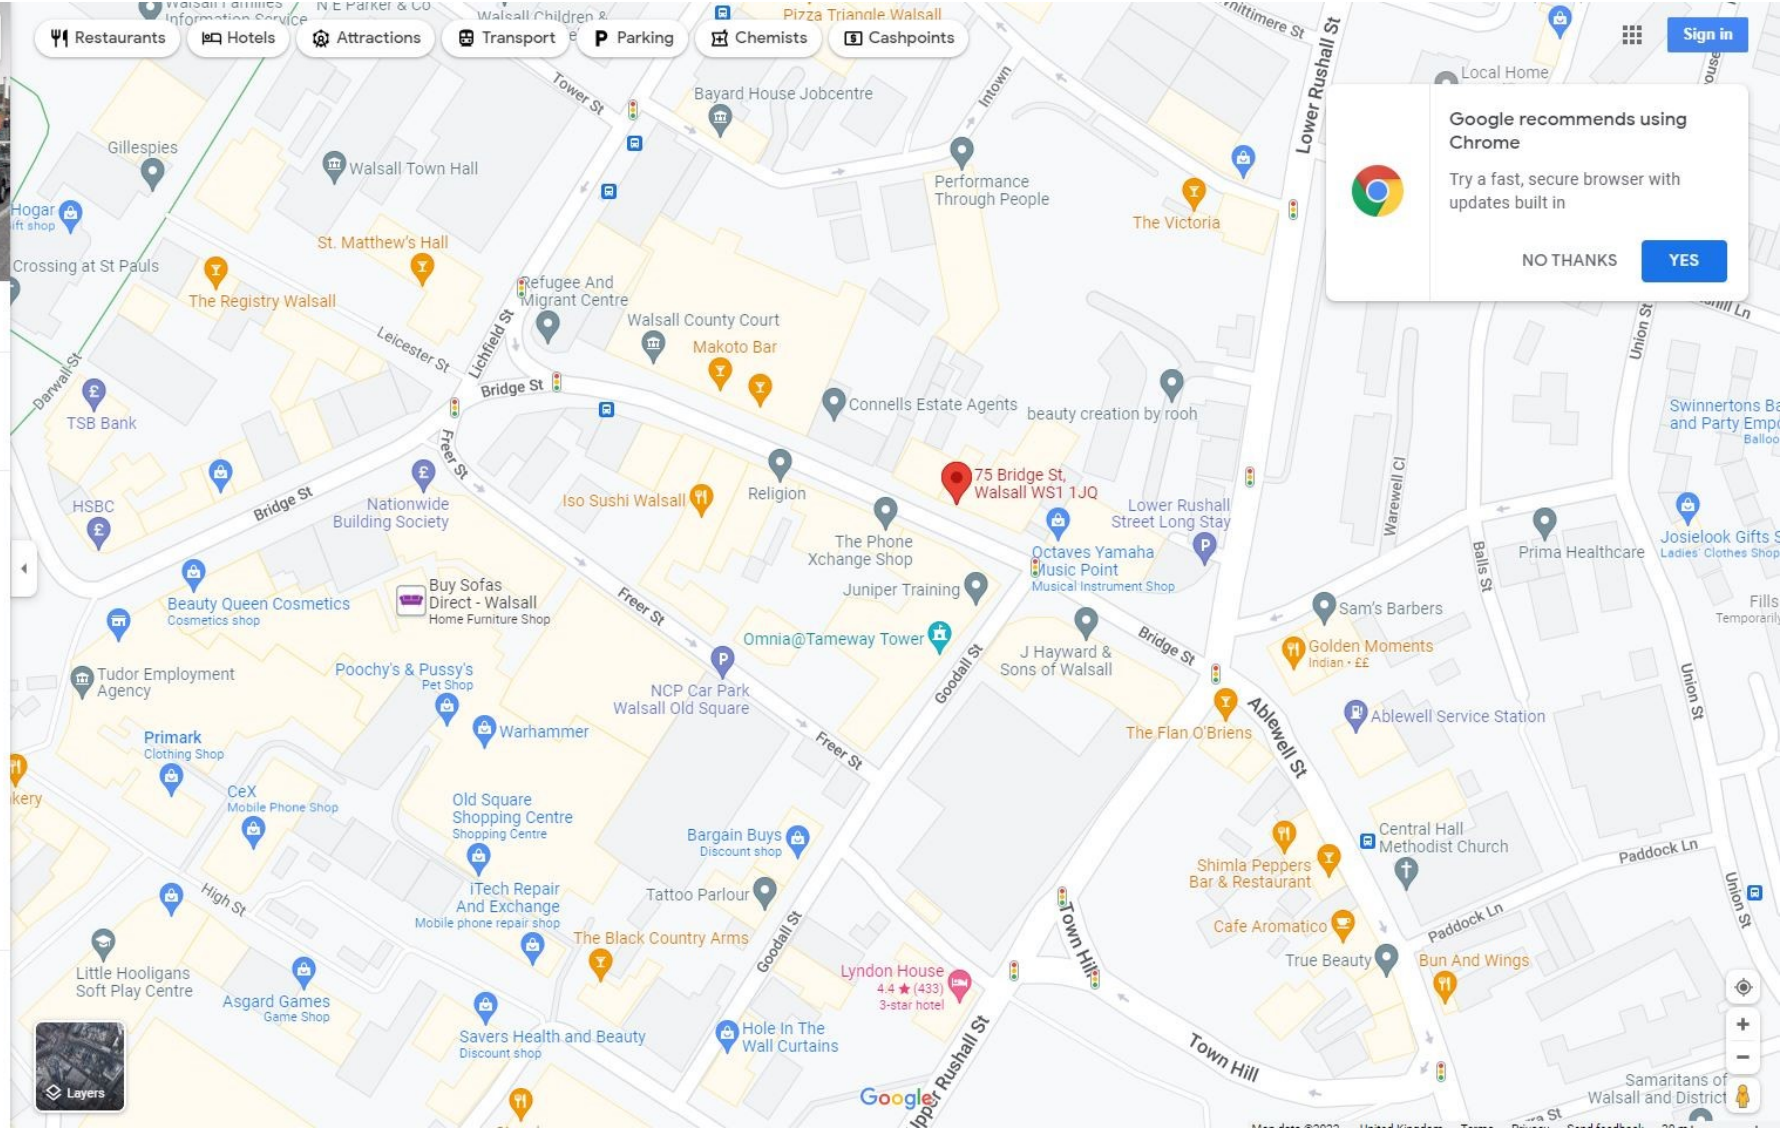 Information Service
N E Parker & Co
Walsall Children &
Pizza Triangle Walsall
Restaurants
Hotels
Attractions
Transport
Parking
Chemists
Cashpoints
Sign in
Lower Rushall St
Local Home
Google recommends using
Chrome
Try a fast, secure browser with
updates built in
NO THANKS
YES
Tower St
Bayard House Jobcentre
Intown
Gillespies
Walsall Town Hall
Performance
Through People
The Victoria
Hogar
St. Matthew's Hall
Crossing at St Pauls
The Registry Walsall
Refugee And
Migrant Centre
Leicester St
Lichfield St
Walsall County Court
Makoto Bar
Union St
Darwall St
Bridge St
TSB Bank
Connells Estate Agents
beauty creation by rooh
Swinnertons
and Party
Freer St
Bridge St
HSBC
Nationwide
Building Society
Iso Sushi Walsall
Religion
75 Bridge St,
Walsall WS1 1JQ
Lower Rushall
Street Long Stay
Warewell Cl
The Phone
Xchange Shop
Octaves Yamaha
Music Point
Musical Instrument Shop
Prima Healthcare
Josielook Gifts
Ladies' Clothes Shop
Balls St
Beauty Queen Cosmetics
Cosmetics shop
Buy Sofas
Direct - Walsall
Home Furniture Shop
Freer St
Juniper Training
Omnia@Tameway Tower
Goodall St
J Hayward &
Sons of Walsall
Bridge St
Sam's Barbers
Golden Moments
Indian • ££
Union St
Tudor Employment
Agency
Poochy's & Pussy's
Pet Shop
NCP Car Park
Walsall Old Square
Warhammer
Freer St
The Flan O'Briens
Ablewell St
Ablewell Service Station
Primark
Clothing Shop
CeX
Mobile Phone Shop
Old Square
Shopping Centre
Shopping Centre
Bargain Buys
Discount shop
Central Hall
Methodist Church
Paddock Ln
Shimla Peppers
Bar & Restaurant
High St
iTech Repair
And Exchange
Mobile phone repair shop
Tattoo Parlour
Town Hill
Cafe Aromatico
Paddock Ln
Union St
The Black Country Arms
Goodall St
Little Hooligans
Soft Play Centre
Lyndon House
4.4 ★ (433)
3-star hotel
True Beauty
Bun And Wings
Asgard Games
Game Shop
Savers Health and Beauty
Discount shop
Hole In The
Wall Curtains
Upper Rushall St
Town Hill
Layers
Google
Samaritans of
Walsall and District